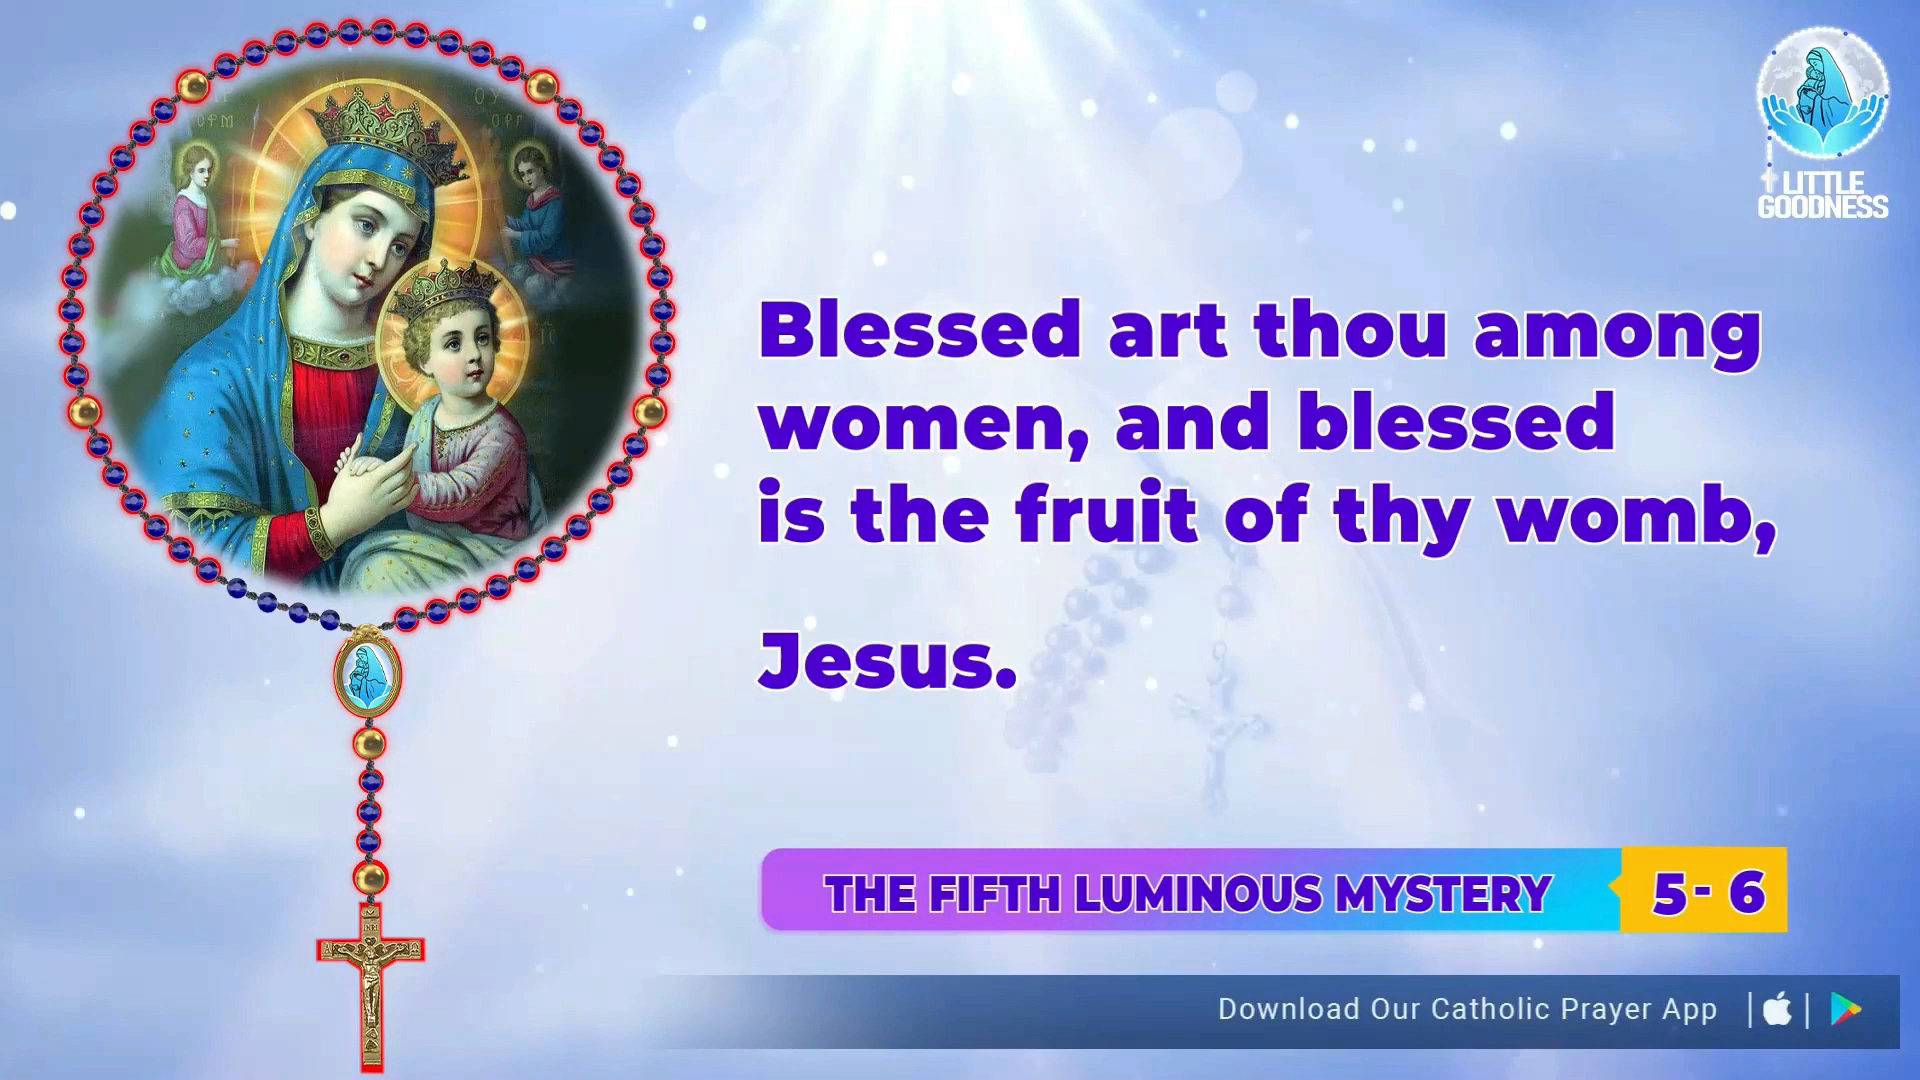 LITTLE
GOODNESS
Blessed art thou among
women, and blessed
is the fruit of thy womb,
Jesus.
THE FIFTH LUMINOUS MYSTERY
5- 6
Download Our Catholic Prayer App
INRI